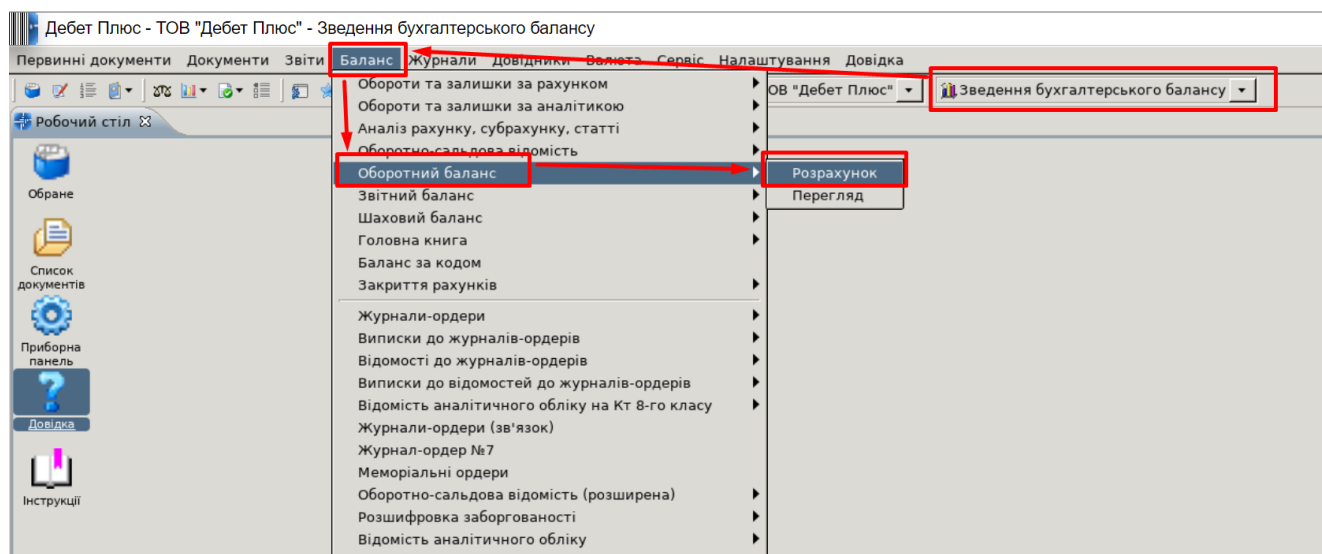 Дебет Плюс - ТОВ "Дебет Плюс" - Зведення бухгалтерського балансу
Первинні документи Документи Звіти Баланс Журнали Довідники Валюта Сервіс Налаштування Довідка
ОВ "Дебет Плюс" Зведення бухгалтерського балансу
Робочий стіл
Обране
Список документів
Приборна панель
Довідка
Інструкції
Обороти та залишки за рахунком
Обороти та залишки за аналітикою
Аналіз рахунку, субрахунку, статті
Оборотно-сальдова відомість
Оборотний баланс
Звітний баланс
Шаховий баланс
Головна книга
Баланс за кодом
Закриття рахунків
Журнали-ордери
Виписки до журналів-ордерів
Відомості до журналів-ордерів
Виписки до відомостей до журналів-ордерів
Відомість аналітичного обліку на Кт 8-го класу
Журнали-ордери (зв'язок)
Журнал-ордер №7
Меморіальні ордери
Оборотно-сальдова відомість (розширена)
Розшифровка заборгованості
Відомість аналітичного обліку
Розрахунок
Перегляд